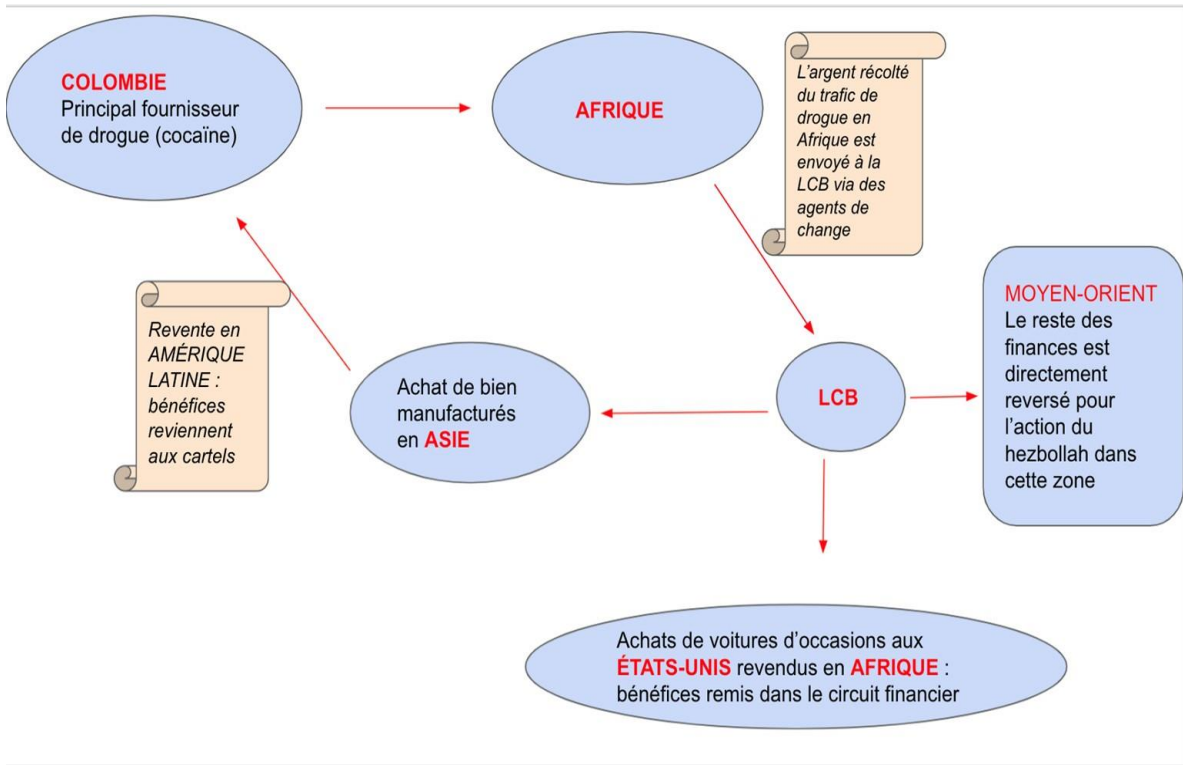 COLOMBIE
Principal fournisseur
de drogue (cocaïne)
AFRIQUE
L’argent récolté
du trafic de
drogue en
Afrique est
envoyé à la
LCB via des
agents de
change
MOYEN-ORIENT
Le reste des
finances est
directement
reversé pour
l’action du
hezbollah dans
cette zone
LCB
Achat de bien
manufacturés
en ASIE
Revente en
AMÉRIQUE
LATINE :
bénéfices
reviennent
aux cartels
Achats de voitures d’occasions aux
ÉTATS-UNIS revendus en AFRIQUE :
bénéfices remis dans le circuit financier